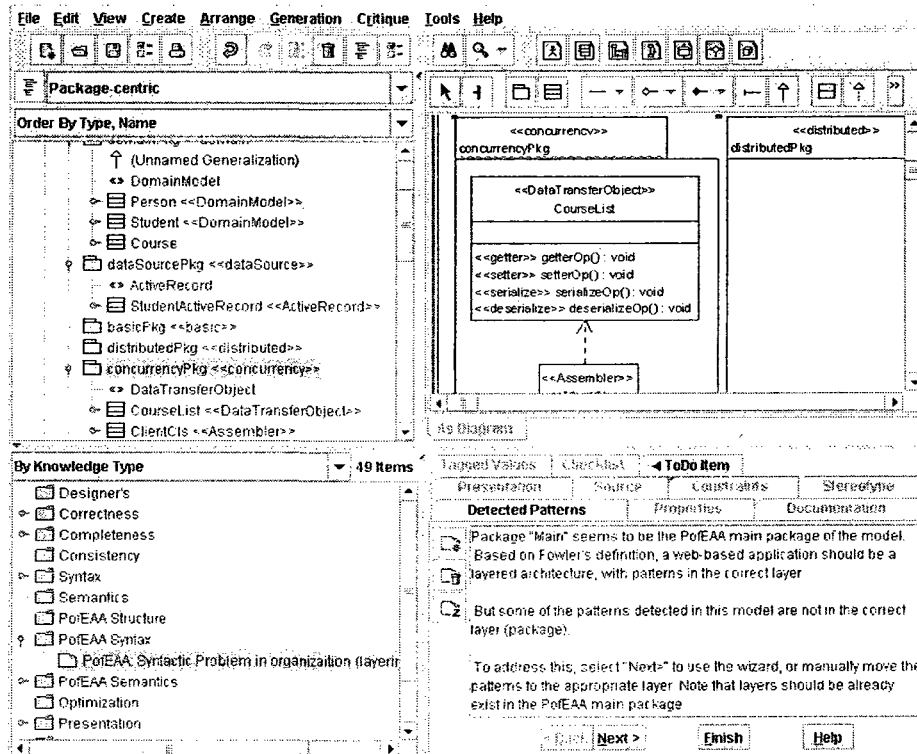 File Edit View Create Arrange Generation Critique Tools Help
Package-centric
Order By Type, Name
(Unnamed Generalization)
<<>> DomainModel
Person <<DomainModel>>
Student <<DomainModel>>
Course
dataSourcePkg <<dataSource>>
<<>> ActiveRecord
StudentActiveRecord <<ActiveRecord>>
basicPkg <<basic>>
distributedPkg <<distributed>>
concurrencyPkg <<concurrency>>
<<>> DataTransferObject
CourseList <<DataTransferObject>>
ClientCls <<Assembler>>
<<concurrency>>
concurrencyPkg
<<DataTransferObject>>
CourseList
<<getter>> getterOp() : void
<<setter>> setterOp() : void
<<serialize>> serializeOp() : void
<<deserialize>> deserializeOp() : void
<<Assembler>>
<<distributed>>
distributedPkg
As Diagram
By Knowledge Type 49 Items
Designer's
Correctness
Completeness
Consistency
Syntax
Semantics
PofEAA Structure
PofEAA Syntax
PofEAA: Syntactic Problem in organizaition (layerin
PofEAA Semantics
Optimization
Presentation
Tagged Values Checklist ToDo Item
Presentation Source Constraints Stereotype
Detected Patterns Properties Documentation
Package "Main" seems to be the PofEAA main package of the model.
Based on Fowler's definition, a web-based application should be a
layered architecture, with patterns in the correct layer
But some of the patterns detected in this model are not in the correct
layer (package).
To address this, select "Next>" to use the wizard, or manually move the
patterns to the appropriate layer Note that layers should be already
exist in the PofEAA main package
< Back Next > Finish Help